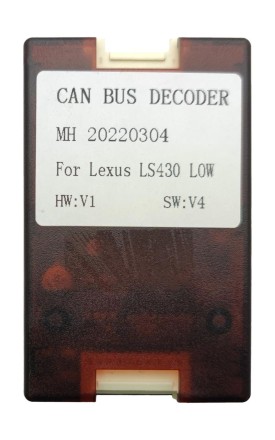 CAN BUS DECODER
MH 20220304
For Lexus LS430 LOW
HW:V1 SW:V4